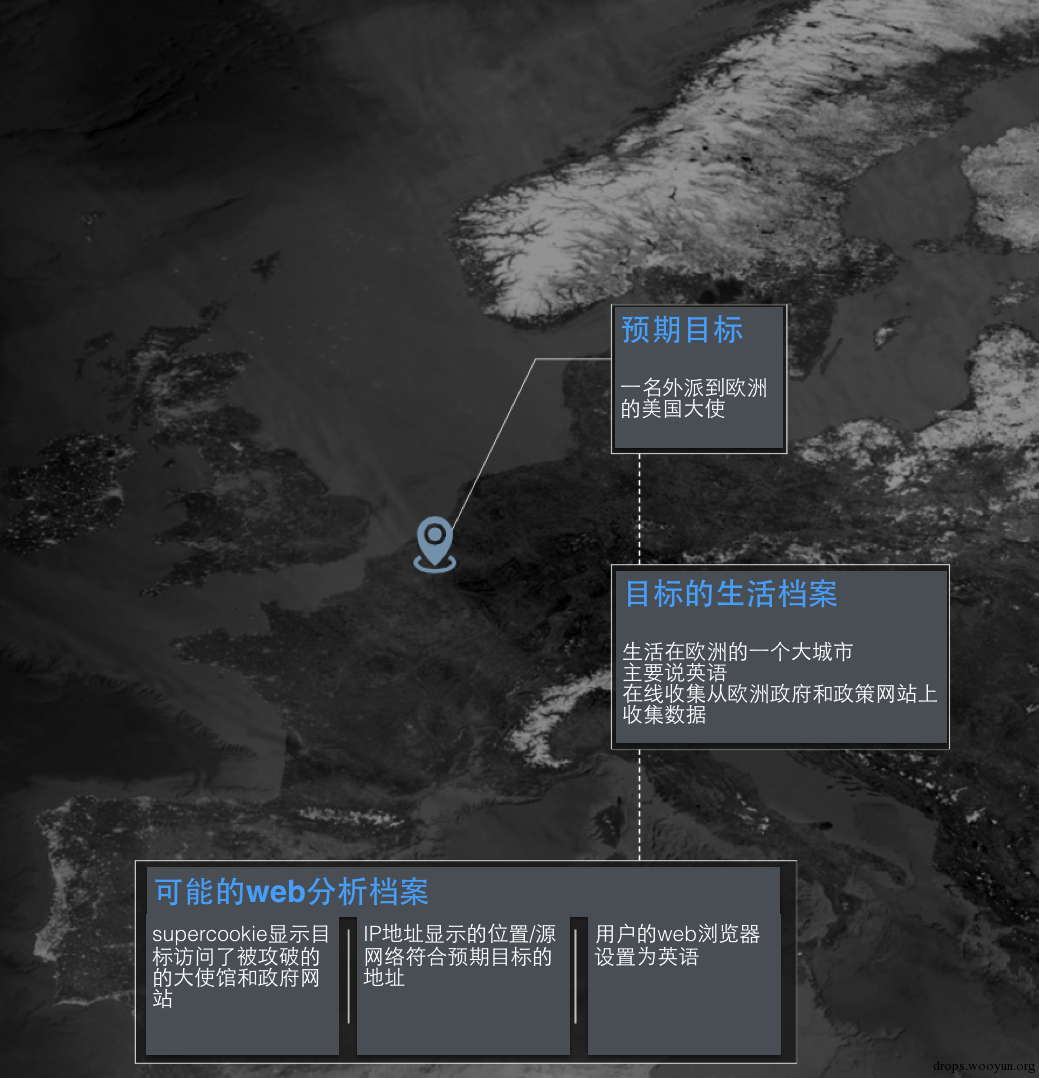 预期目标
一名外派到欧洲
的美国大使
目标的生活档案
生活在欧洲的一个大城市
主要说英语
在线收集从欧洲政府和政策网站上
收集数据
可能的web分析档案
supercookie显示目
标访问了被攻破的
的大使馆和政府网
站
IP地址显示的位置/源
网络符合预期目标的
地址
用户的web浏览器
设置为英语
drops.wooyun.org